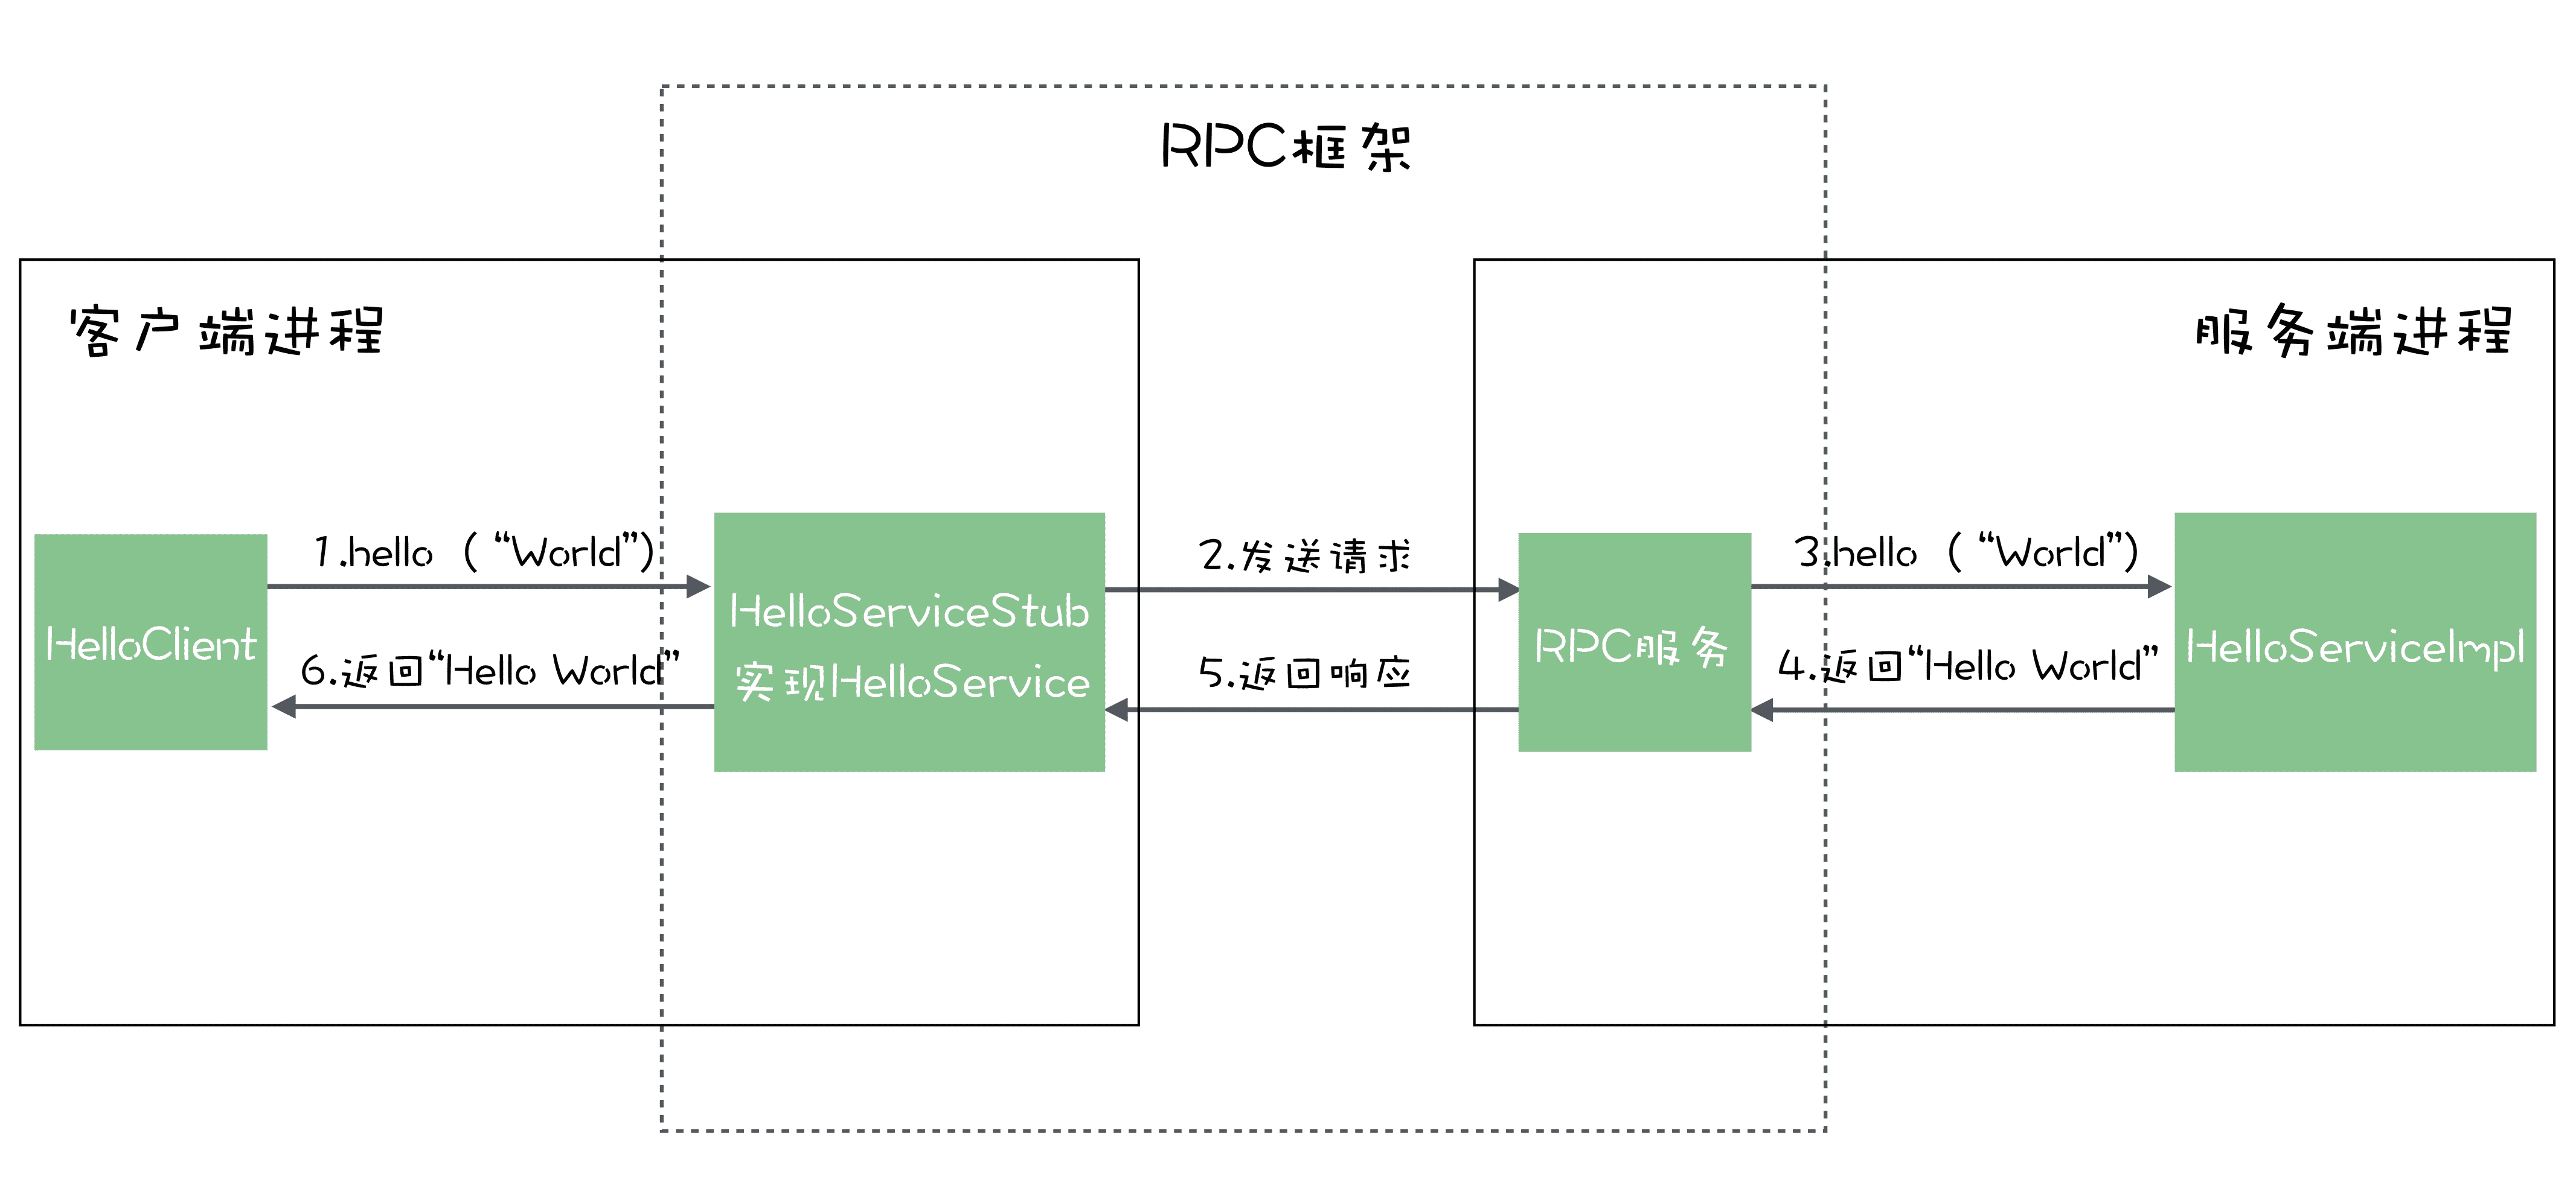 RPC框架
客户端进程
服务端进程
HelloClient
1.hello （“World”)
6.返回“Hello World”
HelloServiceStub
实现HelloService
2.发送请求
5.返回响应
RPC服务
3.hello （“World”)
4.返回“Hello World”
HelloServiceImpl